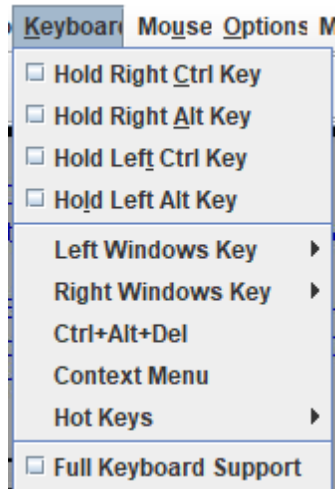 Keyboar Mouse Options
Hold Right Ctrl Key
Hold Right Alt Key
Hold Left Ctrl Key
Hold Left Alt Key
Left Windows Key
Right Windows Key
Ctrl+Alt+Del
Context Menu
Hot Keys
Full Keyboard Support